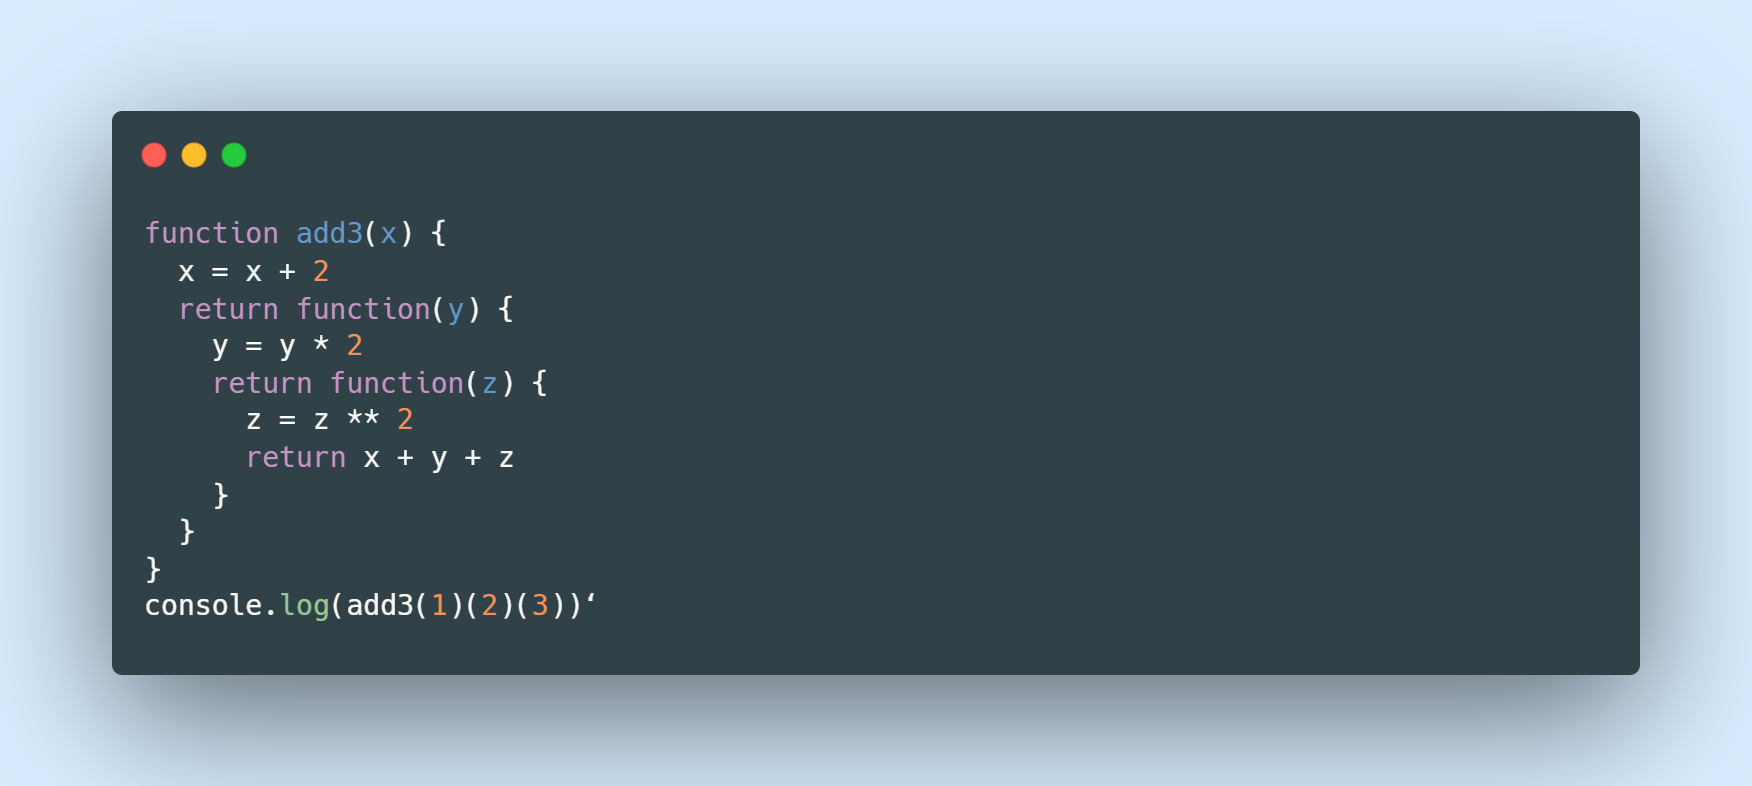 function add3(x) {
  x = x + 2
  return function(y) {
    y = y * 2
    return function(z) {
      z = z ** 2
      return x + y + z
    }
  }
}
console.log(add3(1)(2)(3))‘